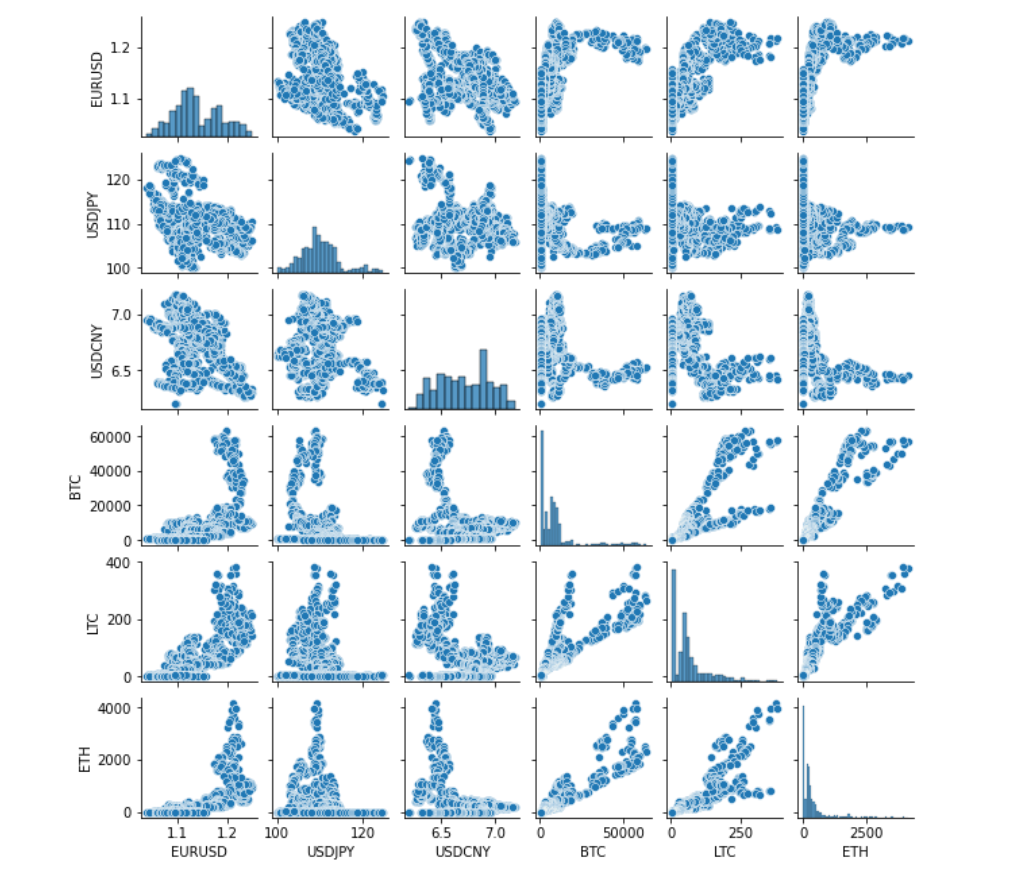 1.2
EURUSD
1.1
120
USDJPY
110
100
7.0
USDCNY
6.5
60000
BTC
40000
20000
0
400
LTC
200
0
4000
ETH
2000
0
1.1 1.2 100 120 6.5 7.0 0 50000 0 250 0 2500
EURUSD USDJPY USDCNY BTC LTC ETH